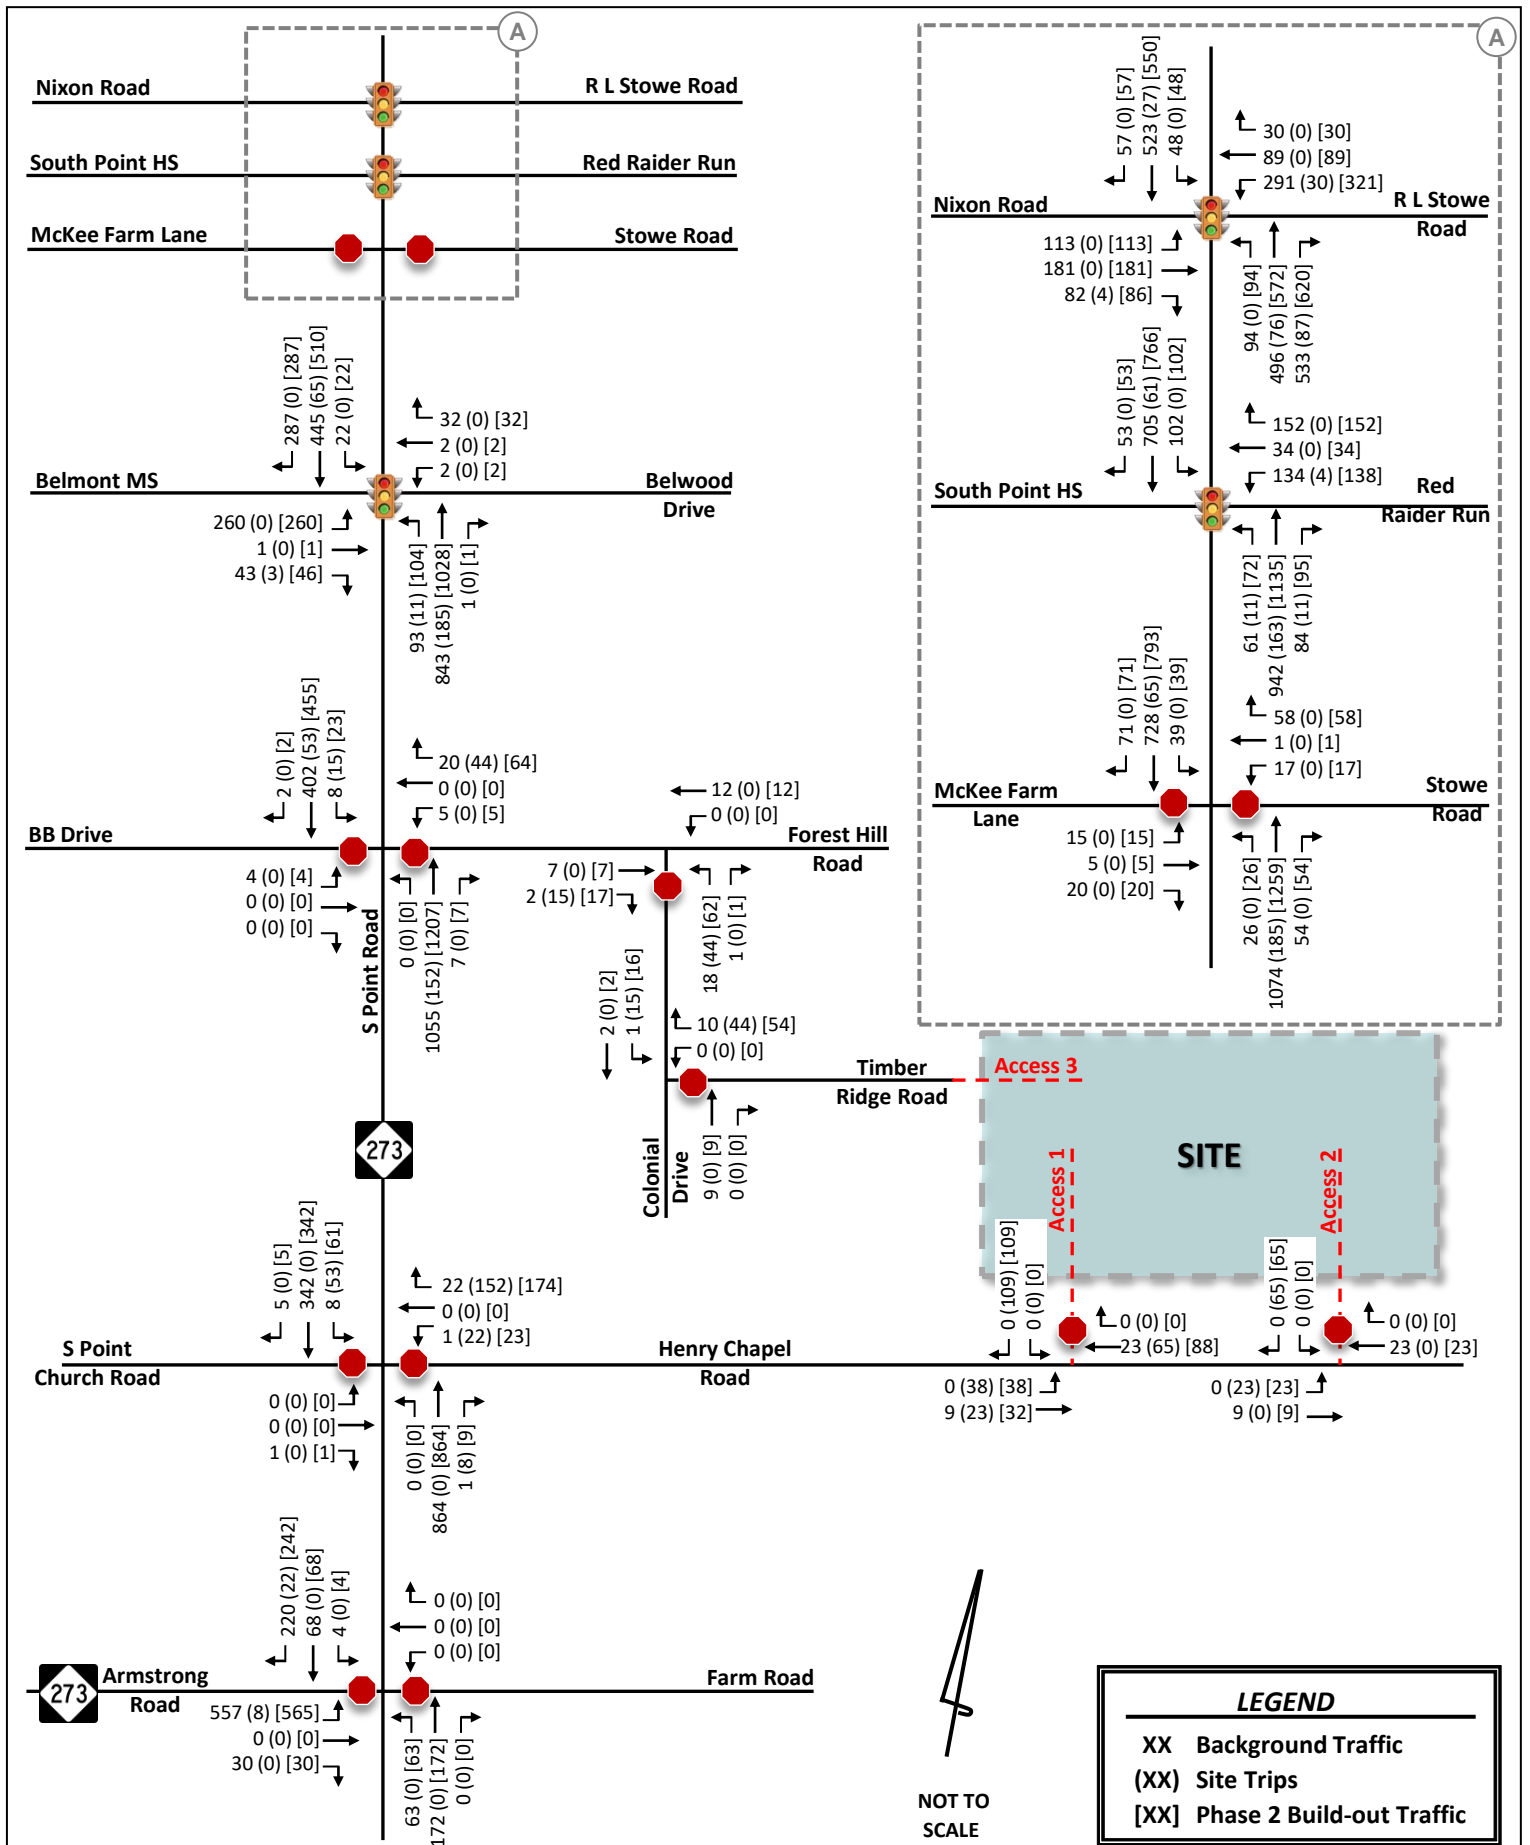 A
Nixon Road
R L Stowe Road
South Point HS
Red Raider Run
McKee Farm Lane
Stowe Road
287 (0) [287]
445 (65) [510]
22 (0) [22]
32 (0) [32]
2 (0) [2]
2 (0) [2]
Belmont MS
Belwood
Drive
260 (0) [260]
1 (0) [1]
43 (3) [46]
93 (11) [104]
843 (185) [1028]
1 (0) [1]
2 (0) [2]
402 (53) [455]
8 (15) [23]
20 (44) [64]
0 (0) [0]
5 (0) [5]
BB Drive
4 (0) [4]
0 (0) [0]
0 (0) [0]
0 (0) [0]
1055 (152) [1207]
7 (0) [7]
S Point Road
12 (0) [12]
0 (0) [0]
Forest Hill
Road
7 (0) [7]
2 (15) [17]
18 (44) [62]
1 (0) [1]
2 (0) [2]
1 (15) [16]
10 (44) [54]
0 (0) [0]
Timber
Ridge Road
9 (0) [9]
0 (0) [0]
Colonial
Drive
273
5 (0) [5]
342 (0) [342]
8 (53) [61]
22 (152) [174]
0 (0) [0]
1 (22) [23]
S Point
Church Road
Henry Chapel
Road
0 (0) [0]
0 (0) [0]
1 (0) [1]
0 (0) [0]
864 (0) [864]
1 (8) [9]
220 (22) [242]
68 (0) [68]
4 (0) [4]
0 (0) [0]
0 (0) [0]
0 (0) [0]
273
Armstrong
Road
Farm Road
557 (8) [565]
0 (0) [0]
30 (0) [30]
63 (0) [63]
172 (0) [172]
0 (0) [0]
A
57 (0) [57]
523 (27) [550]
48 (0) [48]
30 (0) [30]
89 (0) [89]
291 (30) [321]
Nixon Road
R L Stowe
Road
113 (0) [113]
181 (0) [181]
82 (4) [86]
94 (0) [94]
496 (76) [572]
533 (87) [620]
53 (0) [53]
705 (61) [766]
102 (0) [102]
152 (0) [152]
34 (0) [34]
134 (4) [138]
South Point HS
Red
Raider Run
61 (11) [72]
942 (163) [1135]
84 (11) [95]
71 (0) [71]
728 (65) [793]
39 (0) [39]
58 (0) [58]
1 (0) [1]
17 (0) [17]
McKee Farm
Lane
Stowe
Road
15 (0) [15]
5 (0) [5]
20 (0) [20]
26 (0) [26]
1074 (185) [1259]
54 (0) [54]
Access 3
SITE
Access 1
Access 2
0 (109) [109]
0 (0) [0]
0 (0) [0]
23 (65) [88]
0 (38) [38]
9 (23) [32]
0 (65) [65]
0 (0) [0]
0 (0) [0]
23 (0) [23]
0 (23) [23]
9 (0) [9]
NOT TO
SCALE
LEGEND
XX Background Traffic
(XX) Site Trips
[XX] Phase 2 Build-out Traffic